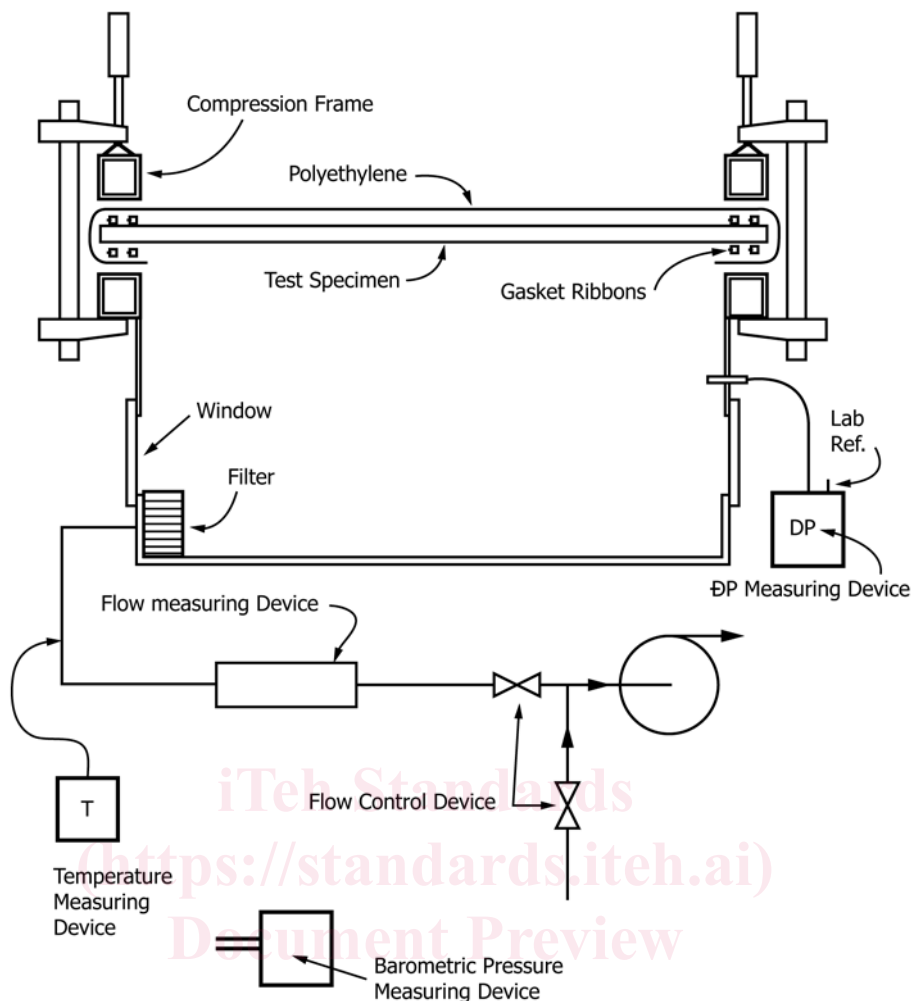 Compression Frame
Polyethylene
Test Specimen
Gasket Ribbons
Window
Filter
Lab
Ref.
DP
ÐP Measuring Device
Flow measuring Device
T
Flow Control Device
Temperature
Measuring
Device
Barometric Pressure
Measuring Device
iTeh Standards
(https://standards.iteh.ai)
Document Preview